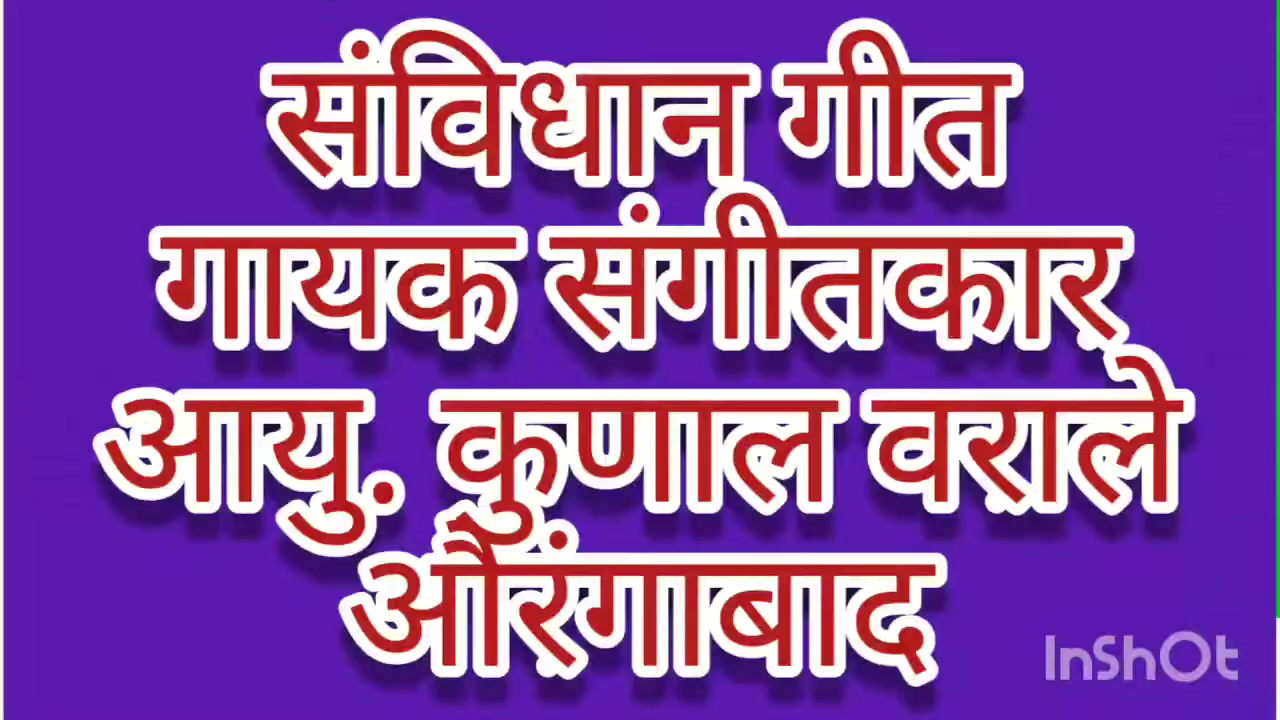 संविधान गीत
गायक संगीतकार
आयु. कुणाल वराले
औरंगाबाद
InShOt